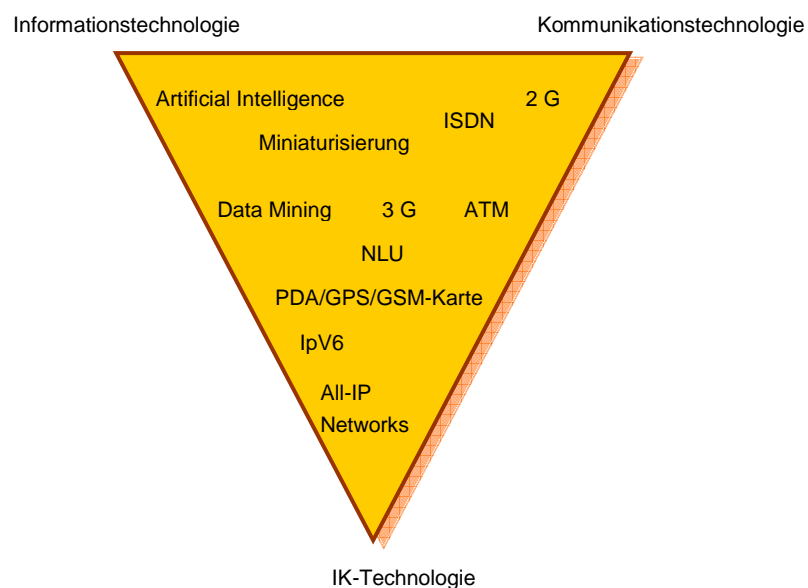 Informationstechnologie Kommunikationstechnologie
Artificial Intelligence 2 G
ISDN
Miniaturisierung
Data Mining 3 G ATM
NLU
PDA/GPS/GSM-Karte
IpV6
All-IP
Networks
IK-Technologie